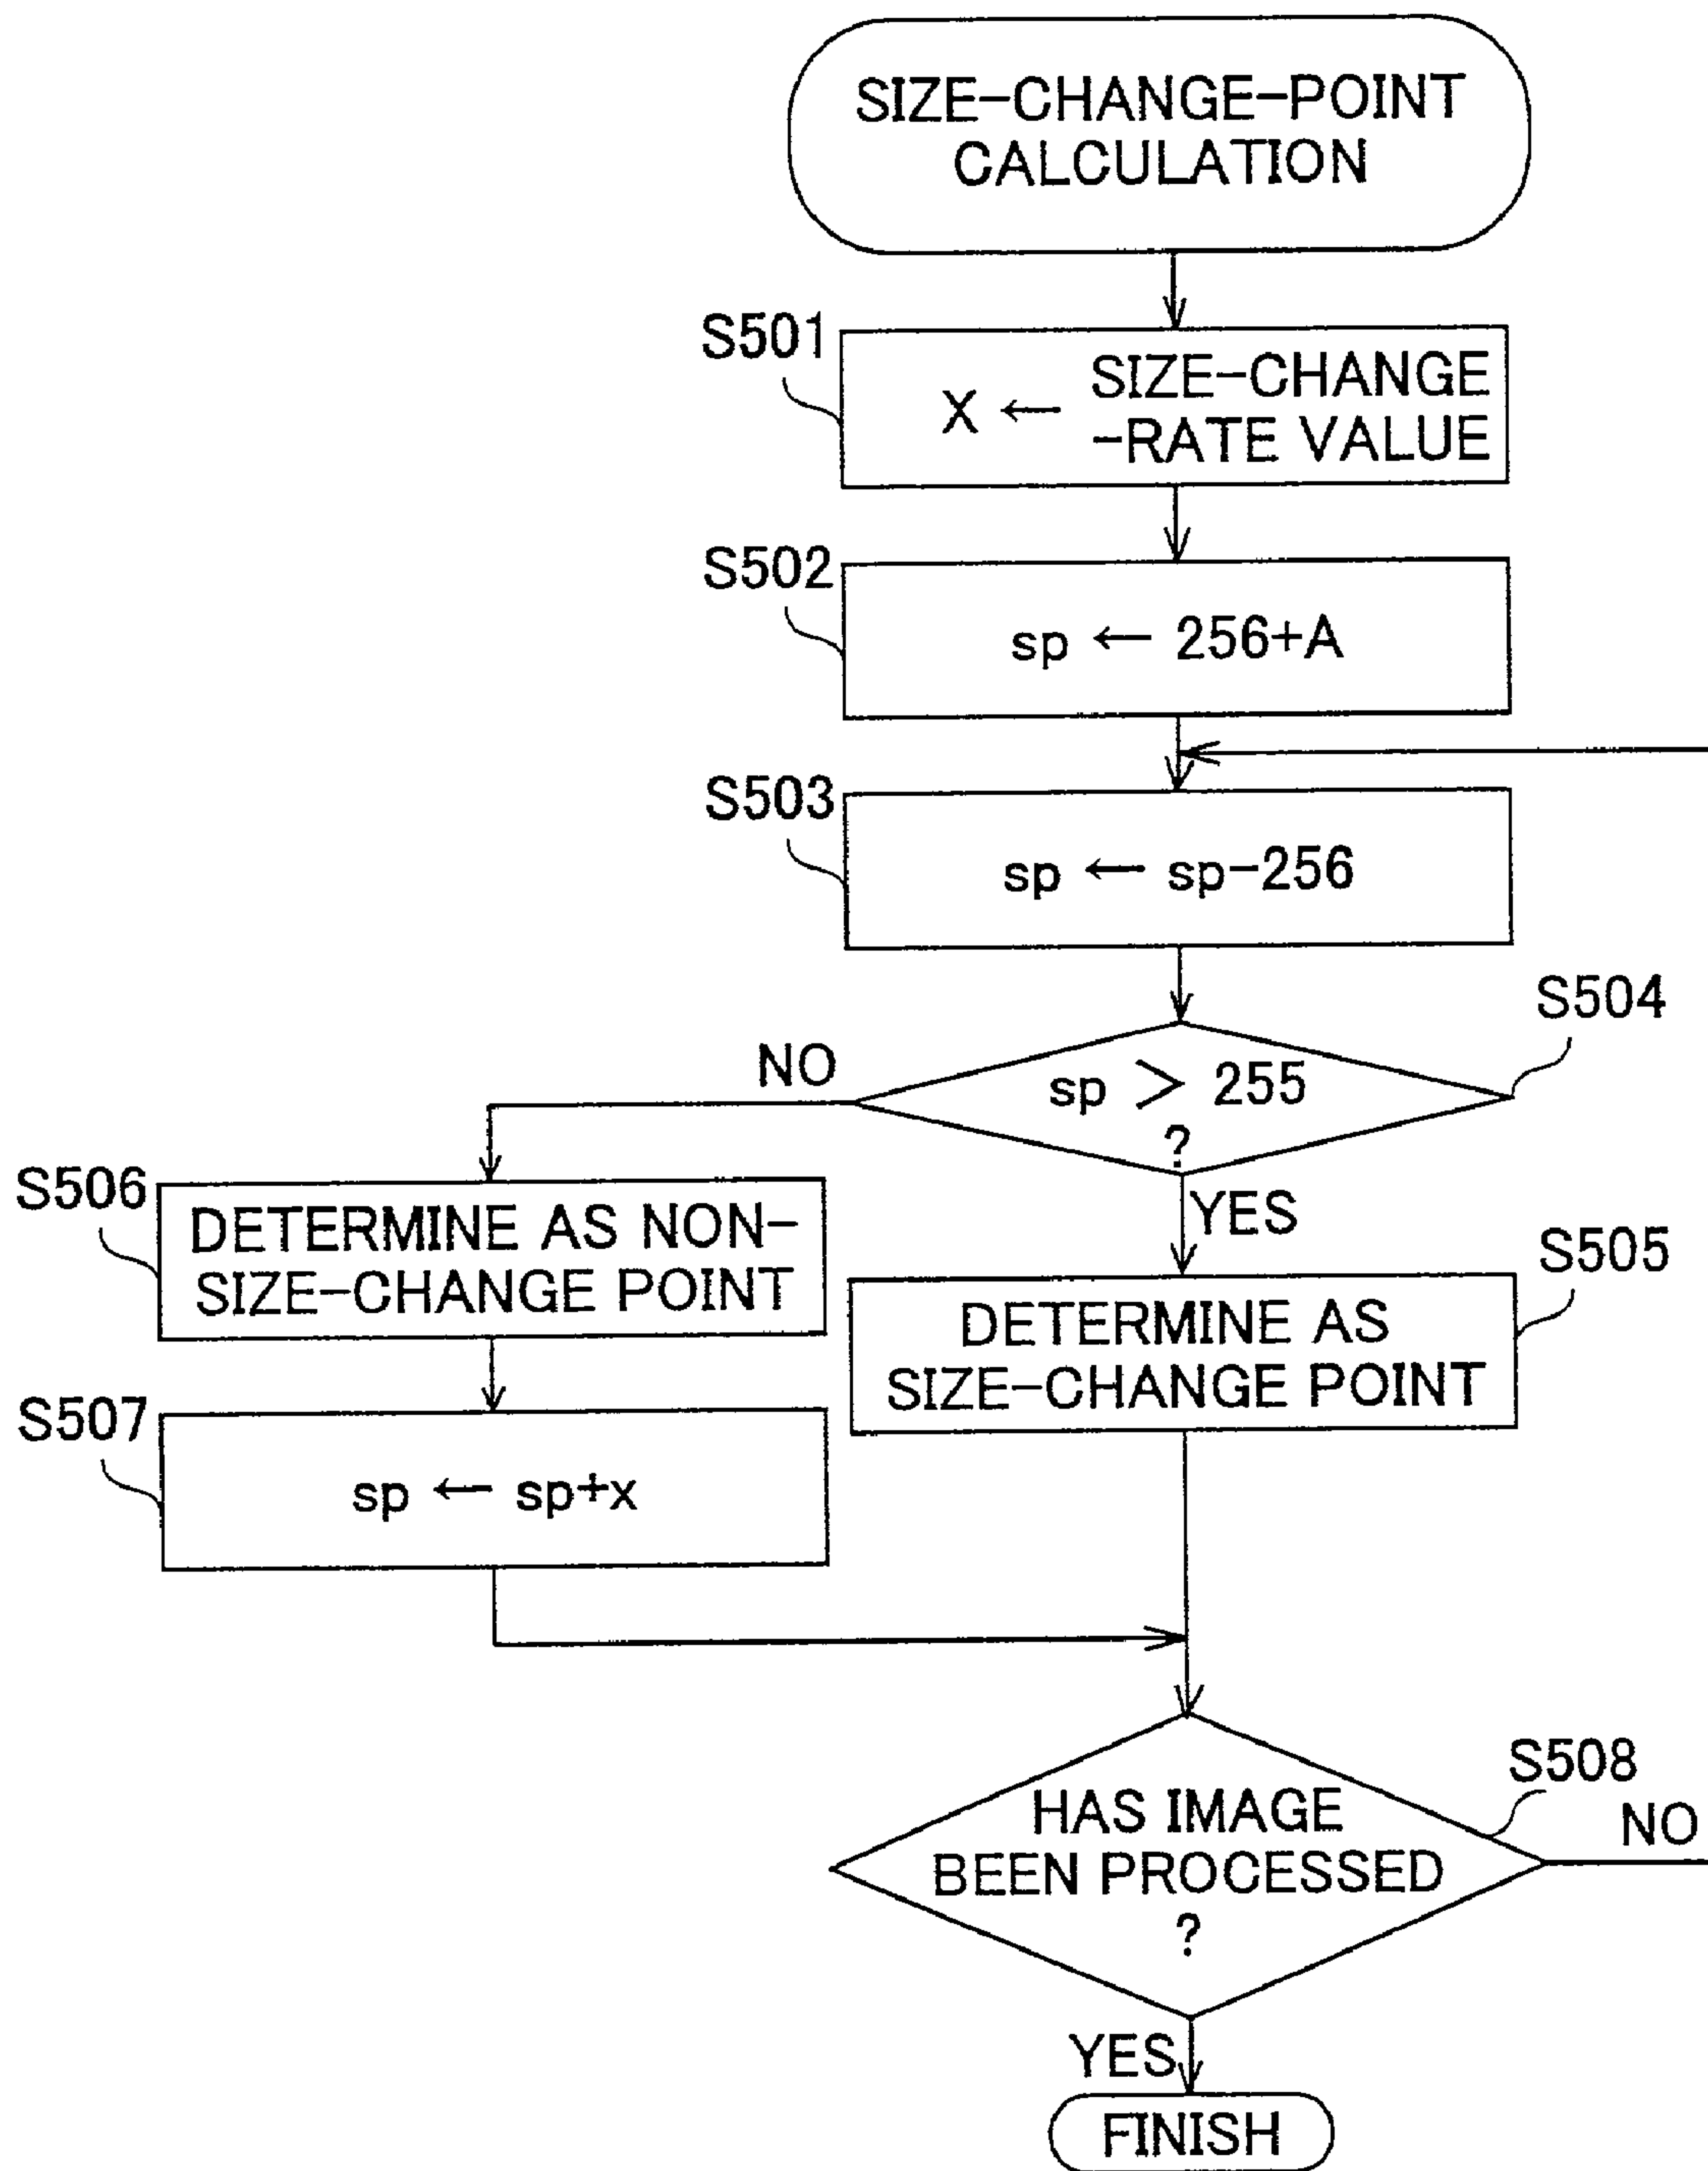 SIZE-CHANGE-POINT
CALCULATION
S501
X ← SIZE-CHANGE
-RATE VALUE
S502
sp ← 256+A
S503
sp ← sp-256
S504
sp > 255
?
NO
YES
S506
DETERMINE AS NON-
SIZE-CHANGE POINT
S505
DETERMINE AS
SIZE-CHANGE POINT
S507
sp ← sp+x
S508
HAS IMAGE
BEEN PROCESSED
?
NO
YES
FINISH